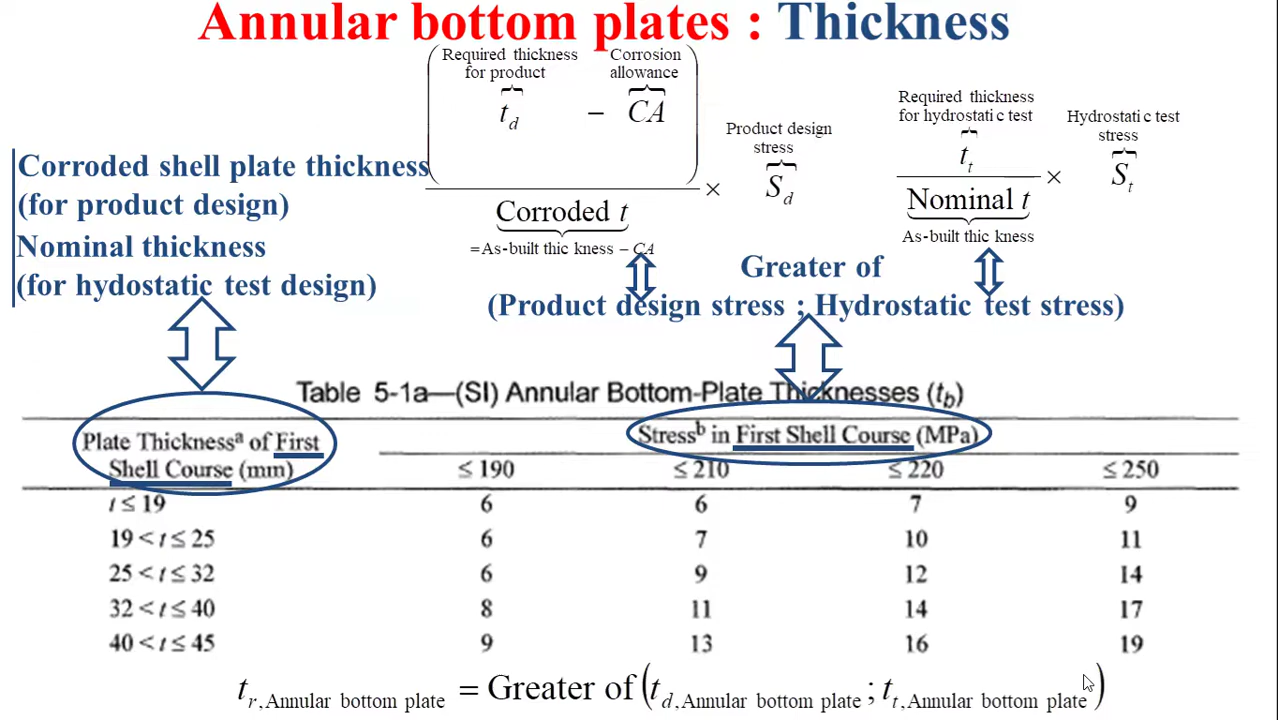 Annular bottom plates : Thickness
Required thickness
for product
Corrosion
allowance
t_d − CA
Product design
stress
× S_d
Corroded t
=As-built thic kness – CA
Required thickness
for hydrostati c test
t_t
Hydrostati c test
stress
× S_t
Nominal t
As-built thic kness
Corroded shell plate thickness
(for product design)
Nominal thickness
(for hydostatic test design)
Greater of
(Product design stress ; Hydrostatic test stress)
Table 5-1a—(SI) Annular Bottom-Plate Thicknesses (t_b)
Plate Thickness^a of First
Shell Course (mm)
Stress^b in First Shell Course (MPa)
≤ 190 ≤ 210 ≤ 220 ≤ 250
t ≤ 19 6 6 7 9
19 < t ≤ 25 6 7 10 11
25 < t ≤ 32 6 9 12 14
32 < t ≤ 40 8 11 14 17
40 < t ≤ 45 9 13 16 19
t_r,Annular bottom plate = Greater of (t_d,Annular bottom plate ; t_t,Annular bottom plate)